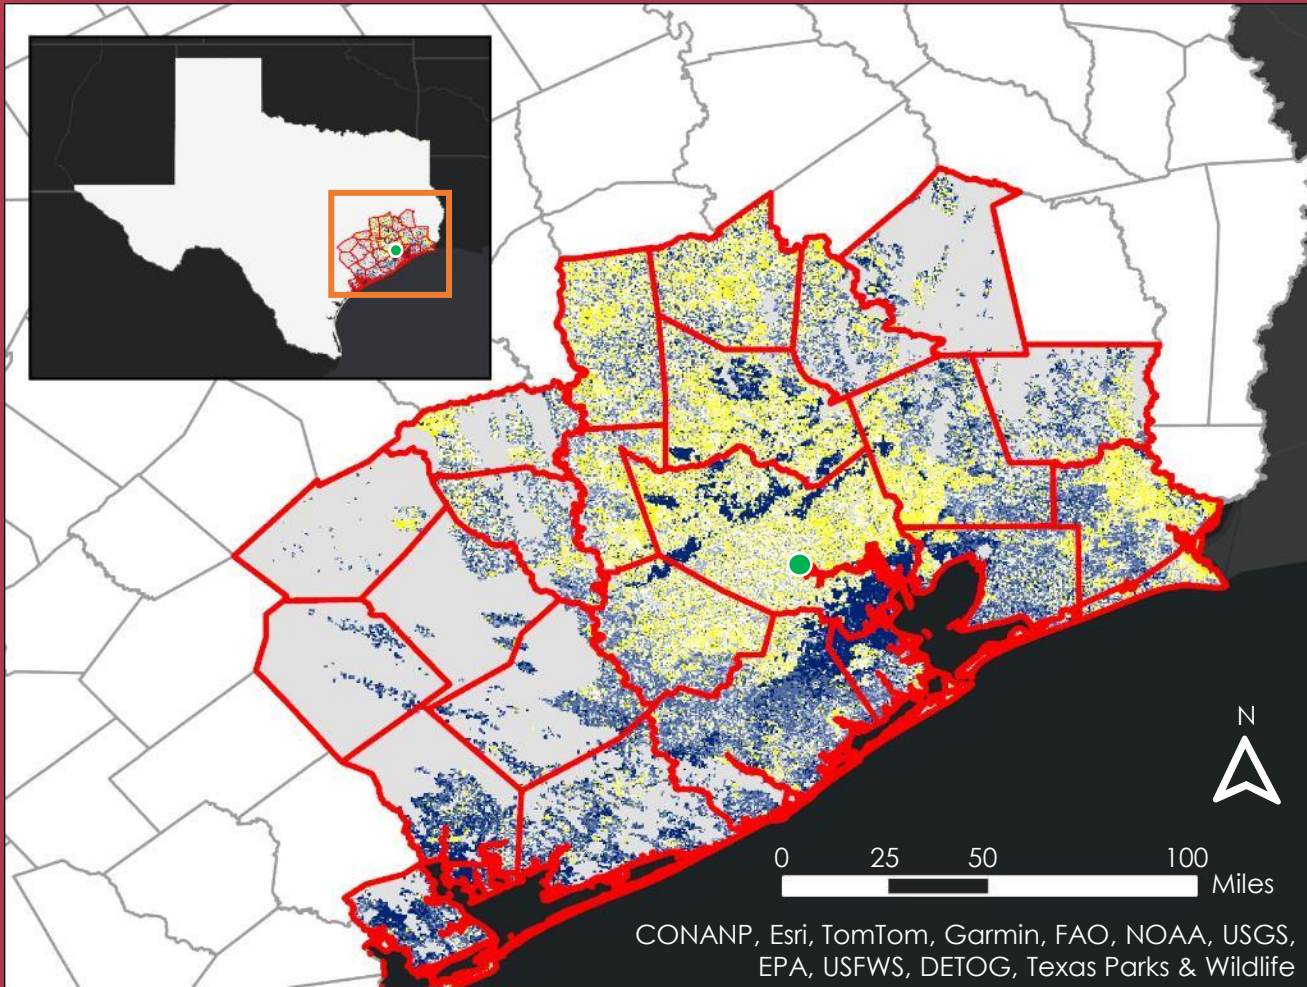 N
0 25 50 100
Miles
CONANP, Esri, TomTom, Garmin, FAO, NOAA, USGS,
EPA, USFWS, DETOG, Texas Parks & Wildlife